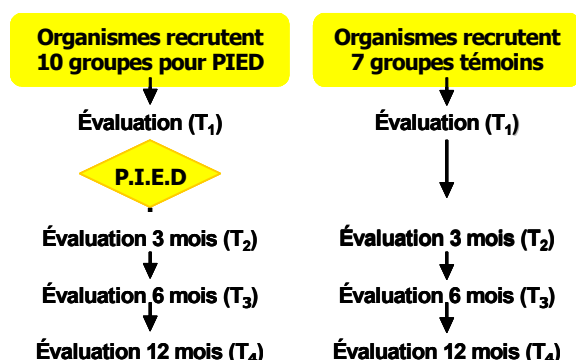 Organismes recrutent
10 groupes pour PIED
Évaluation (T₁)
P.I.E.D
Évaluation 3 mois (T₂)
Évaluation 6 mois (T₃)
Évaluation 12 mois (T₄)
Organismes recrutent
7 groupes témoins
Évaluation (T₁)
Évaluation 3 mois (T₂)
Évaluation 6 mois (T₃)
Évaluation 12 mois (T₄)